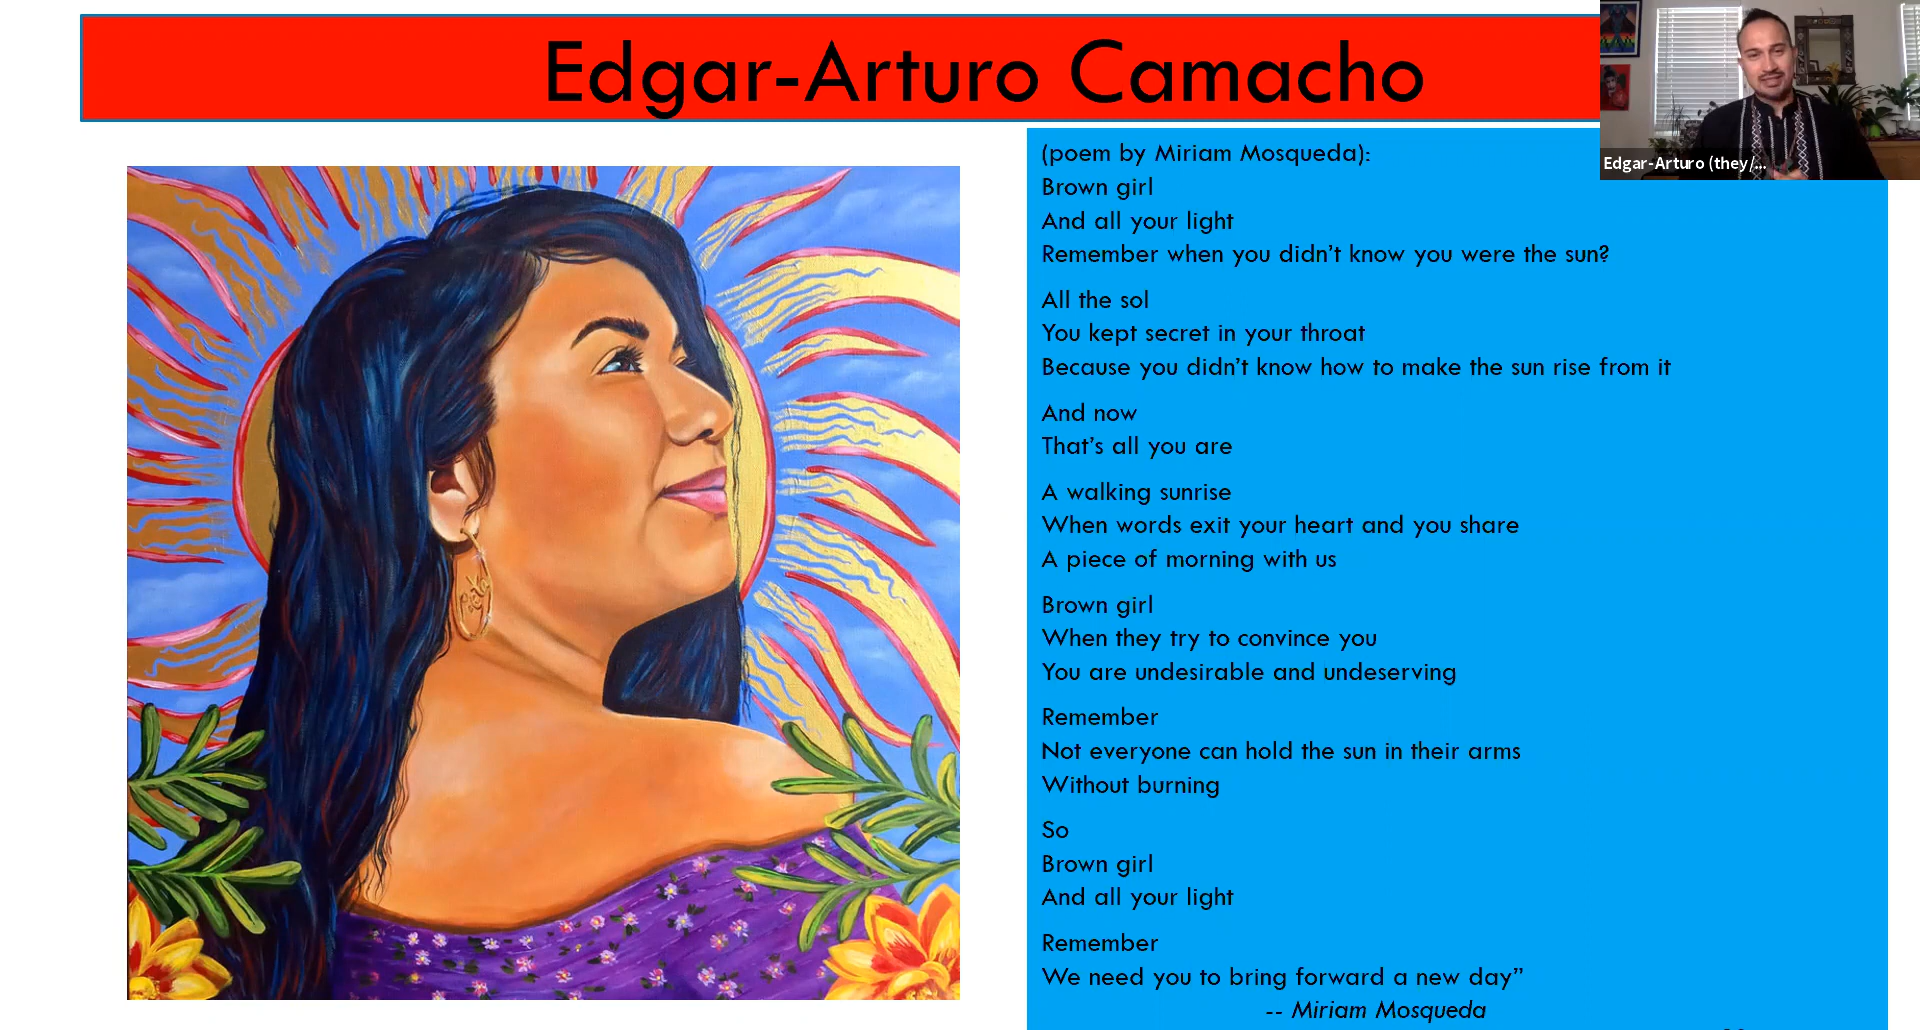 Edgar-Arturo Camacho
Edgar-Arturo (they/...
(poem by Miriam Mosqueda):
Brown girl
And all your light
Remember when you didn’t know you were the sun?
All the sol
You kept secret in your throat
Because you didn’t know how to make the sun rise from it
And now
That’s all you are
A walking sunrise
When words exit your heart and you share
A piece of morning with us
Brown girl
When they try to convince you
You are undesirable and undeserving
Remember
Not everyone can hold the sun in their arms
Without burning
So
Brown girl
And all your light
Remember
We need you to bring forward a new day”
-- Miriam Mosqueda